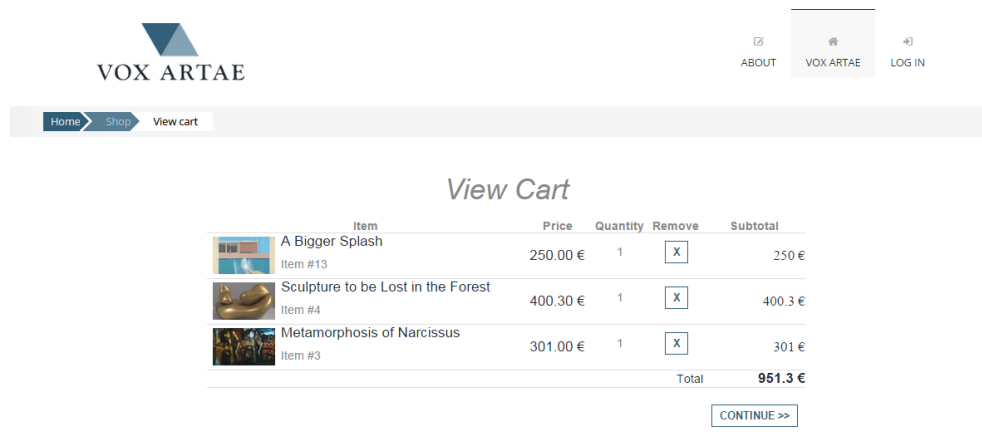 VOX ARTAE
ABOUT
VOX ARTAE
LOG IN
Home Shop View cart
View Cart
Item Price Quantity Remove Subtotal
A Bigger Splash
Item #13
250.00 € 1 X 250 €
Sculpture to be Lost in the Forest
Item #4
400.30 € 1 X 400.3 €
Metamorphosis of Narcissus
Item #3
301.00 € 1 X 301 €
Total 951.3 €
CONTINUE >>